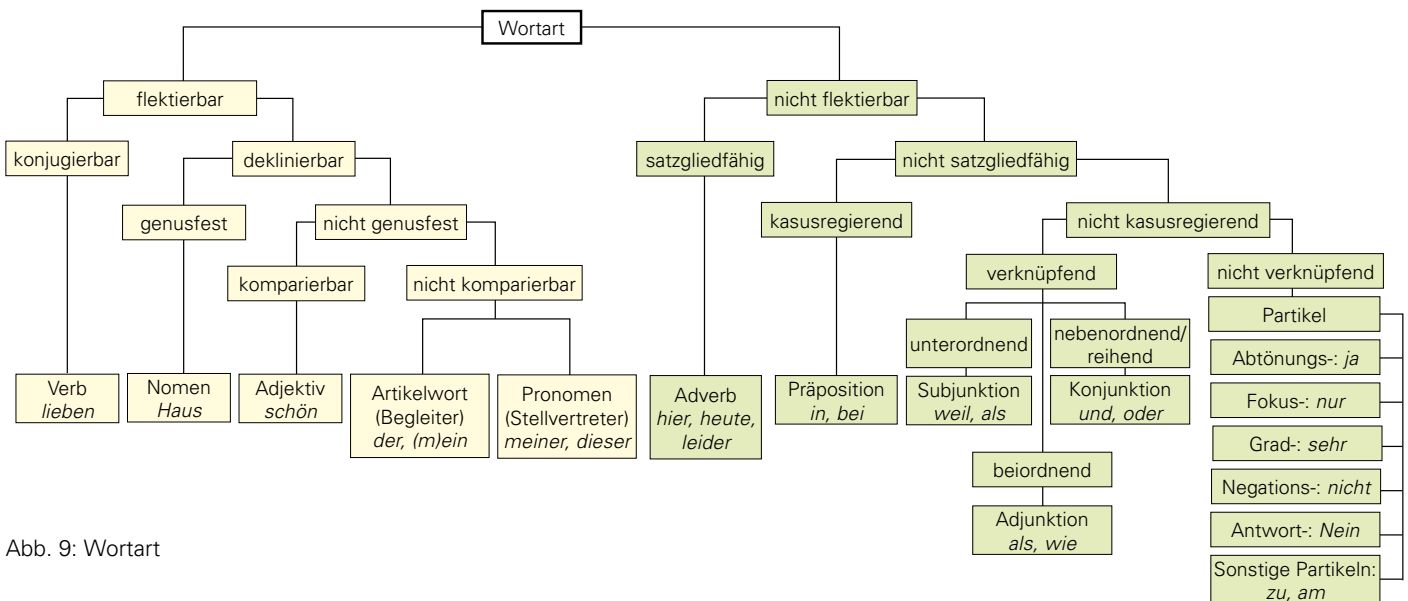 Wortart
flektierbar
nicht flektierbar
konjugierbar
deklinierbar
satzgliedfähig
nicht satzgliedfähig
genusfest
nicht genusfest
kasusregierend
nicht kasusregierend
komparierbar
nicht komparierbar
verknüpfend
nicht verknüpfend
unterordnend
nebenordnend/
reihend
Partikel
Abtönungs-: ja
Fokus-: nur
Grad-: sehr
Negations-: nicht
Antwort-: Nein
Sonstige Partikeln:
zu, am
Verb
lieben
Nomen
Haus
Adjektiv
schön
Artikelwort
(Begleiter)
der, (m)ein
Pronomen
(Stellvertreter)
meiner, dieser
Adverb
hier, heute,
leider
Präposition
in, bei
Subjunktion
weil, als
Konjunktion
und, oder
beiordnend
Adjunktion
als, wie
Abb. 9: Wortart